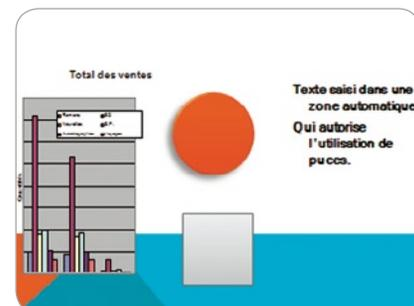 Total des ventes
Texte saisi dans une
zone automatique
Qui autorise
l'utilisation de
puces.